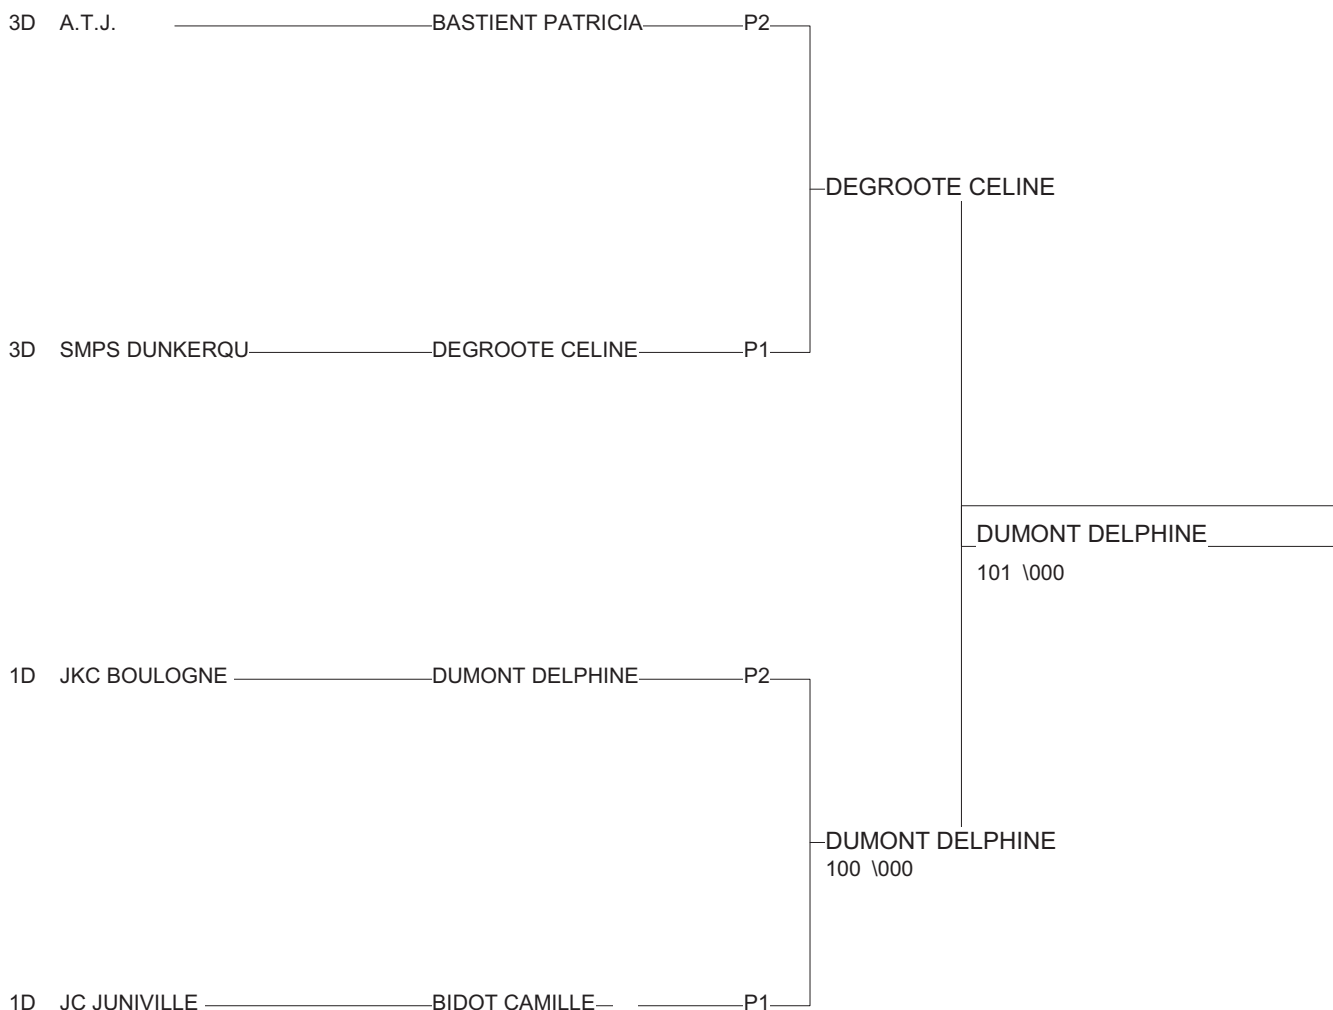 3D A.T.J. BASTIENT PATRICIA P2
DEGROOTE CELINE
3D SMPS DUNKERQU DEGROOTE CELINE P1
DUMONT DELPHINE
101 \000
1D JKC BOULOGNE DUMONT DELPHINE P2
DUMONT DELPHINE
100 \000
1D JC JUNIVILLE BIDOT CAMILLE P1